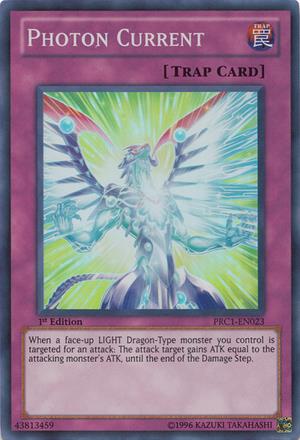 PHOTON CURRENT
TRAP
罠
[TRAP CARD]
1st Edition
PRC1-EN023
When a face-up LIGHT Dragon-Type monster you control
is targeted for an attack: The attack target gains ATK equal to the
attacking monster's ATK, until the end of the Damage Step.
43813459
©1996 KAZUKI TAKAHASHI